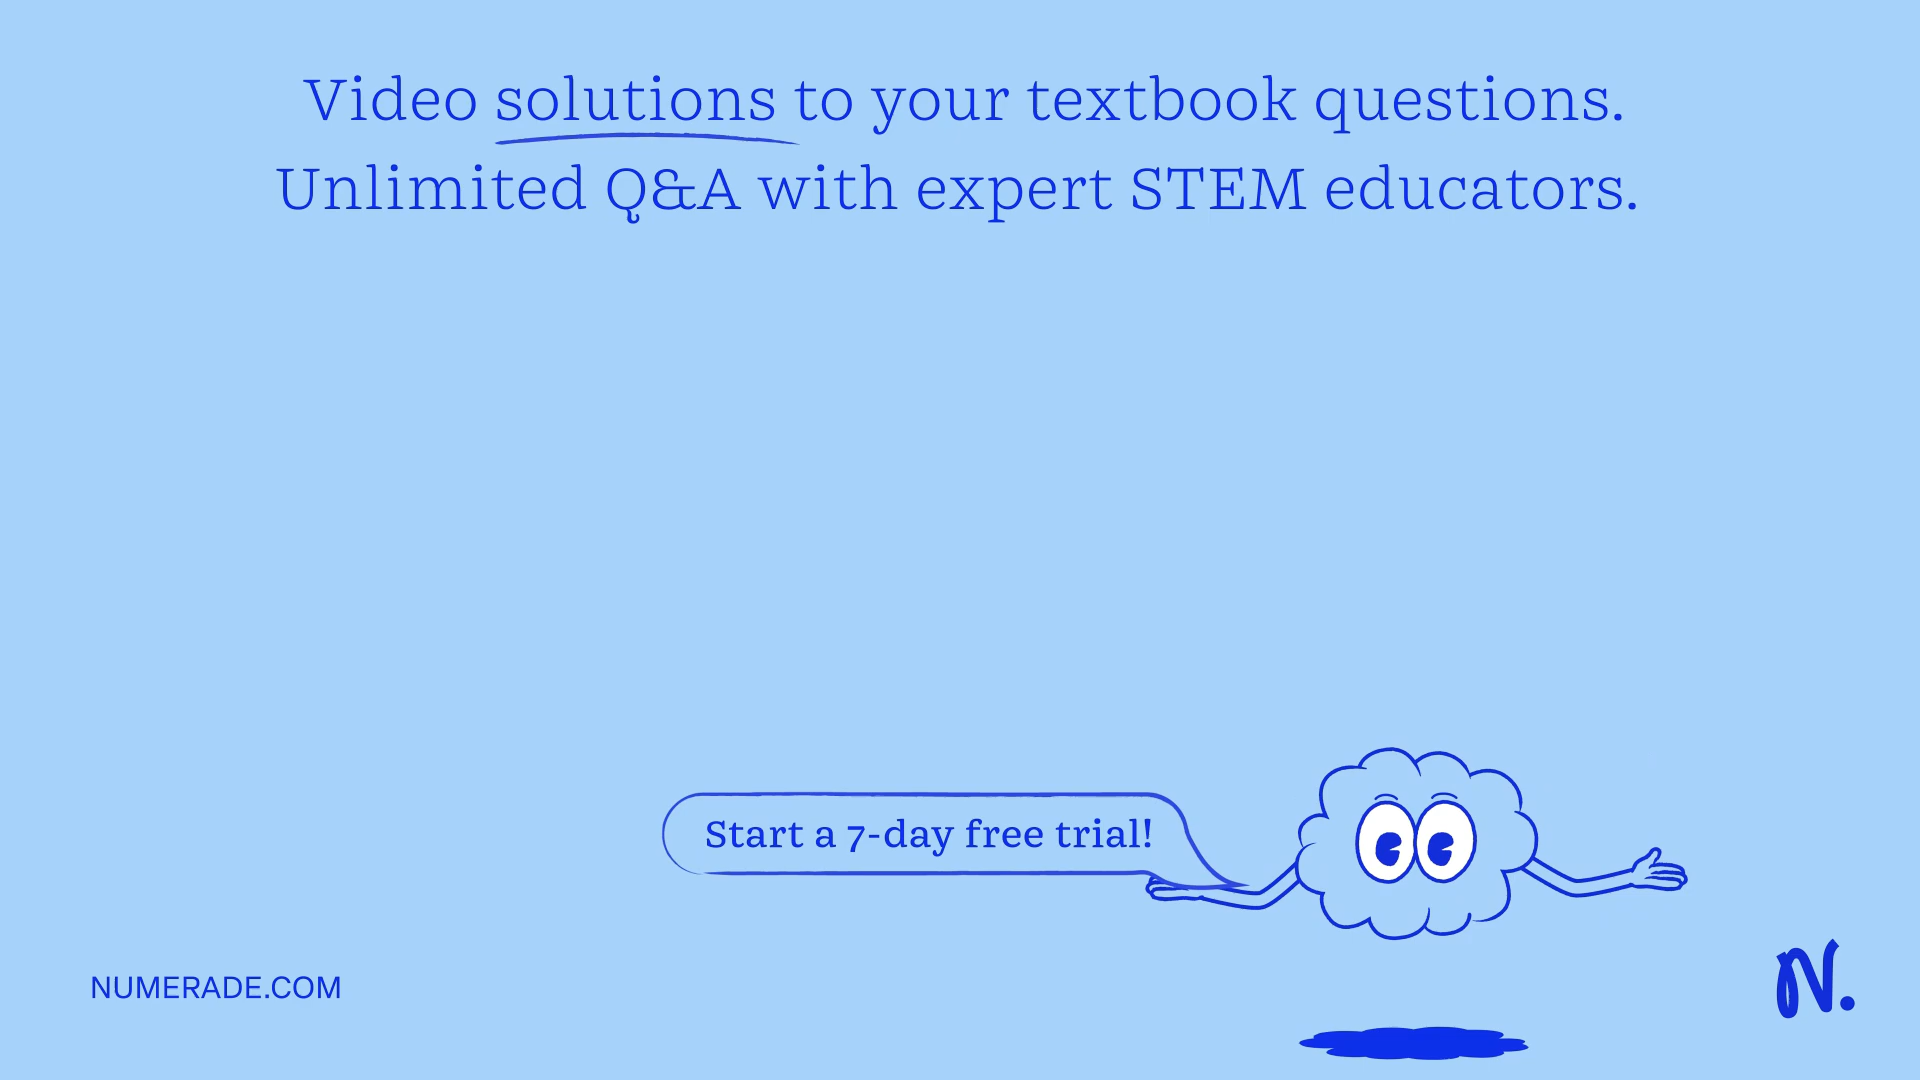 Video solutions to your textbook questions.
Unlimited Q&A with expert STEM educators.
Start a 7-day free trial!
NUMERADE.COM
N.